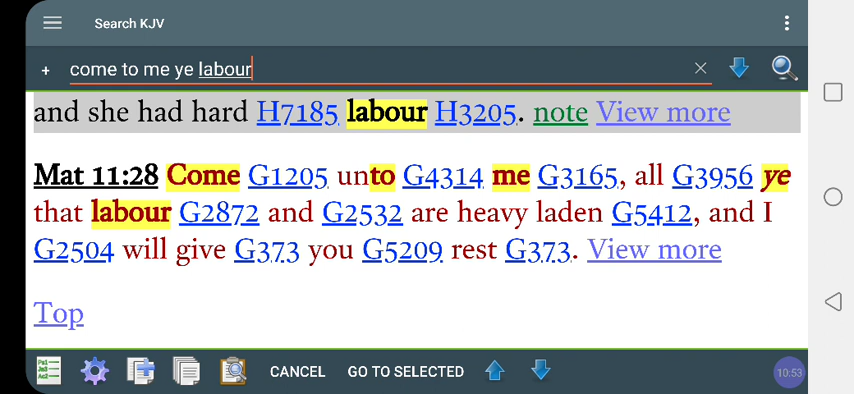 Search KJV
+ come to me ye labour
and she had hard H7185 labour H3205. note View more
Mat 11:28 Come G1205 unto G4314 me G3165, all G3956 ye
that labour G2872 and G2532 are heavy laden G5412, and I
G2504 will give G373 you G5209 rest G373. View more
Top
CANCEL GO TO SELECTED 10:53